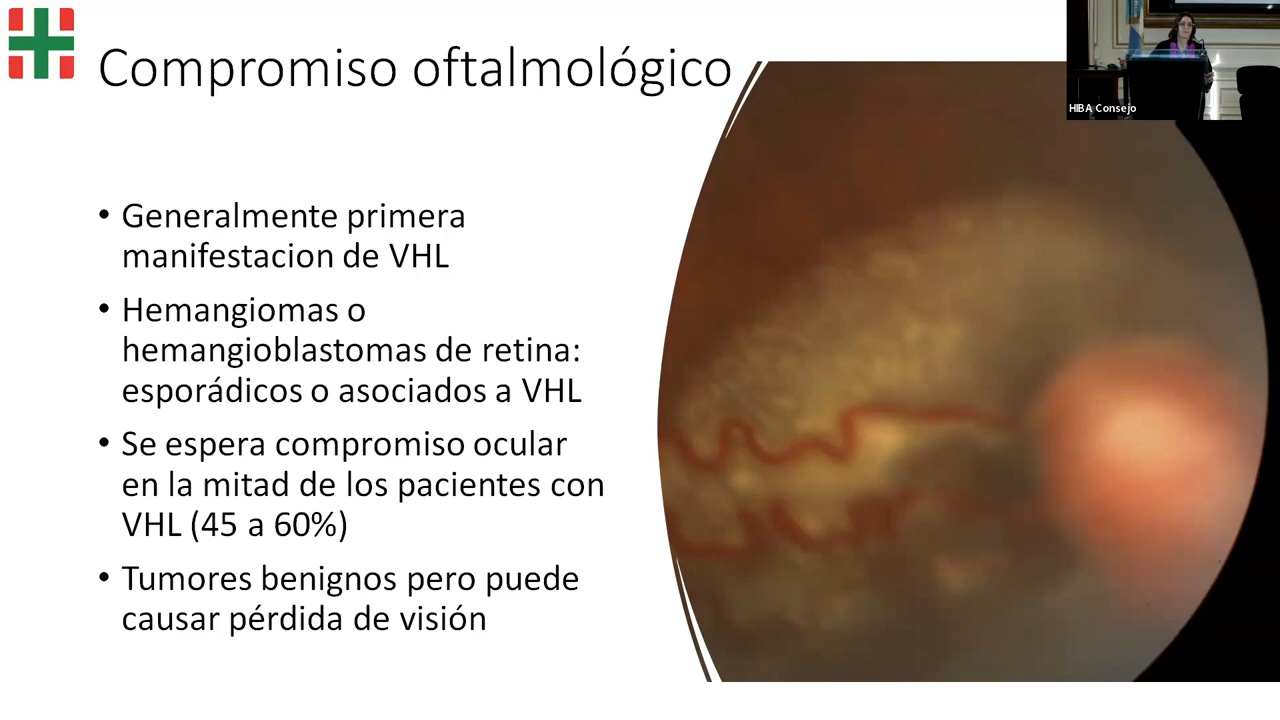 Compromiso oftalmológico
HIBA Consejo
• Generalmente primera
manifestacion de VHL
• Hemangiomas o
hemangioblastomas de retina:
esporádicos o asociados a VHL
• Se espera compromiso ocular
en la mitad de los pacientes con
VHL (45 a 60%)
• Tumores benignos pero puede
causar pérdida de visión